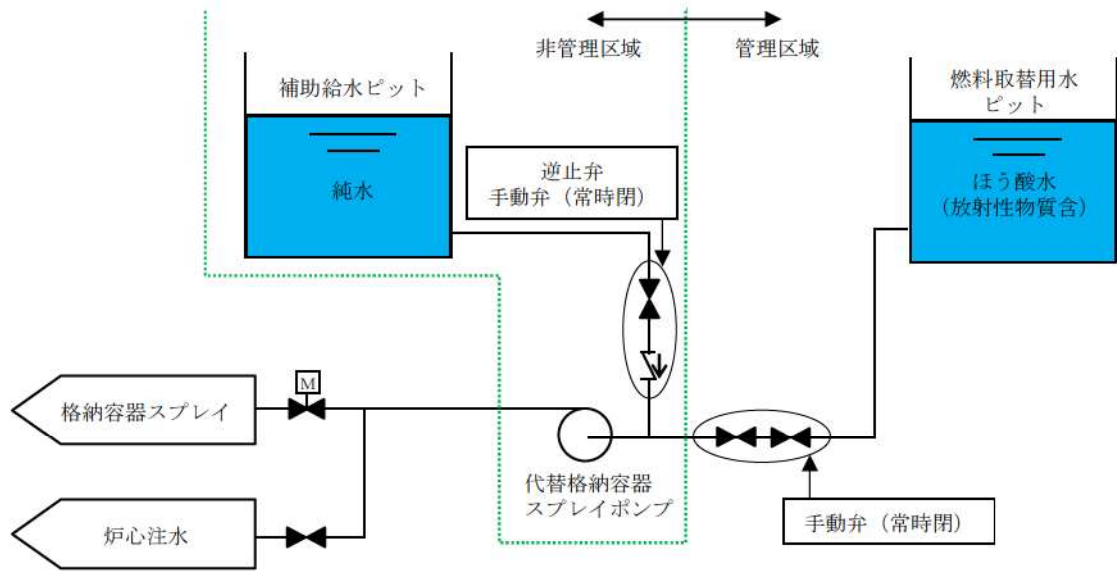 非管理区域
管理区域
補助給水ピット
純水
逆止弁
手動弁（常時閉）
燃料取替用水
ピット
ほう酸水
（放射性物質含）
M
格納容器スプレイ
代替格納容器
スプレイポンプ
手動弁（常時閉）
炉心注水